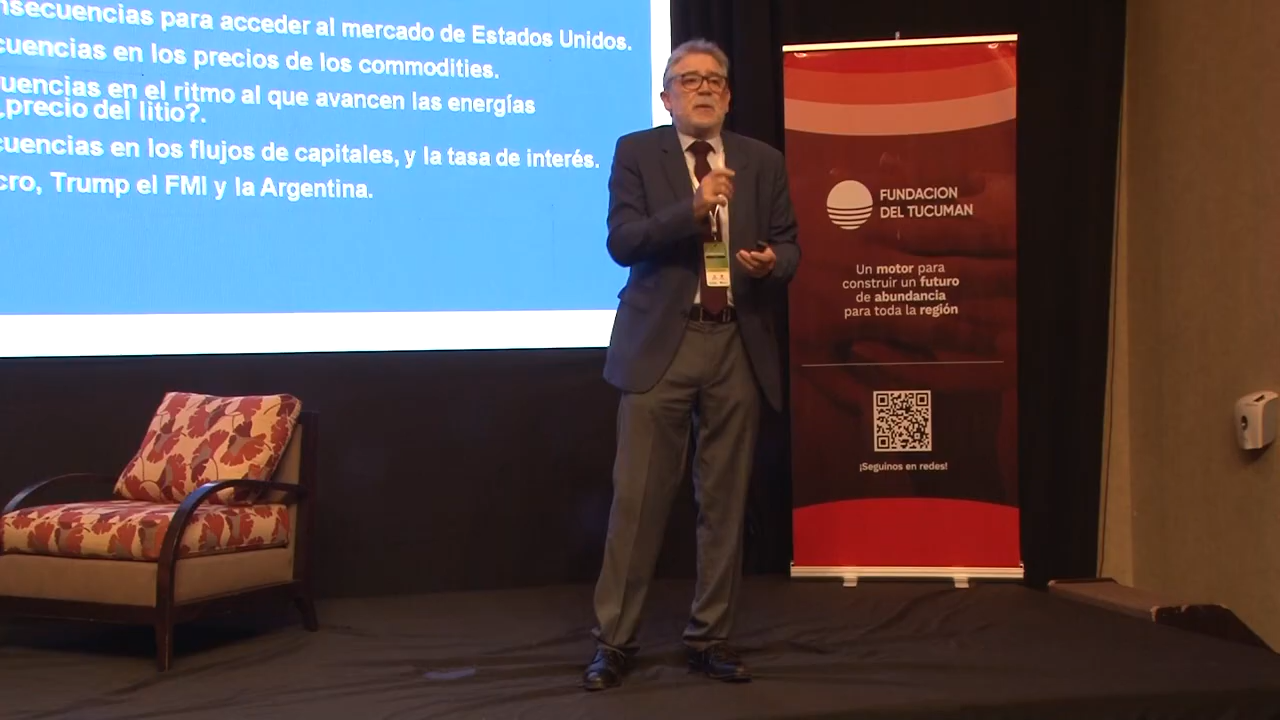 nsecuencias para acceder al mercado de Estados Unidos.
cuencias en los precios de los commodities.
uencias en el ritmo al que avancen las energías
¿precio del litio?.
cuencias en los flujos de capitales, y la tasa de interés.
cro, Trump el FMI y la Argentina.
FUNDACION
DEL TUCUMAN
Un motor para
construir un futuro
de abundancia
para toda la región
¡Seguinos en redes!